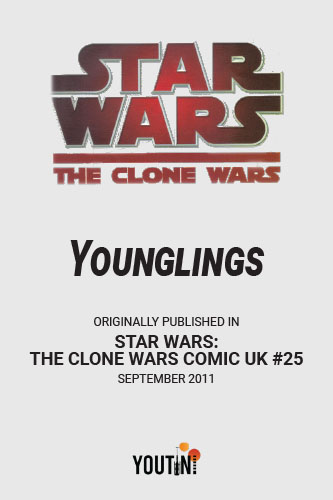 STAR
WARS
THE CLONE WARS
YOUNGLINGS
ORIGINALLY PUBLISHED IN
STAR WARS:
THE CLONE WARS COMIC UK #25
SEPTEMBER 2011
YOUTINI